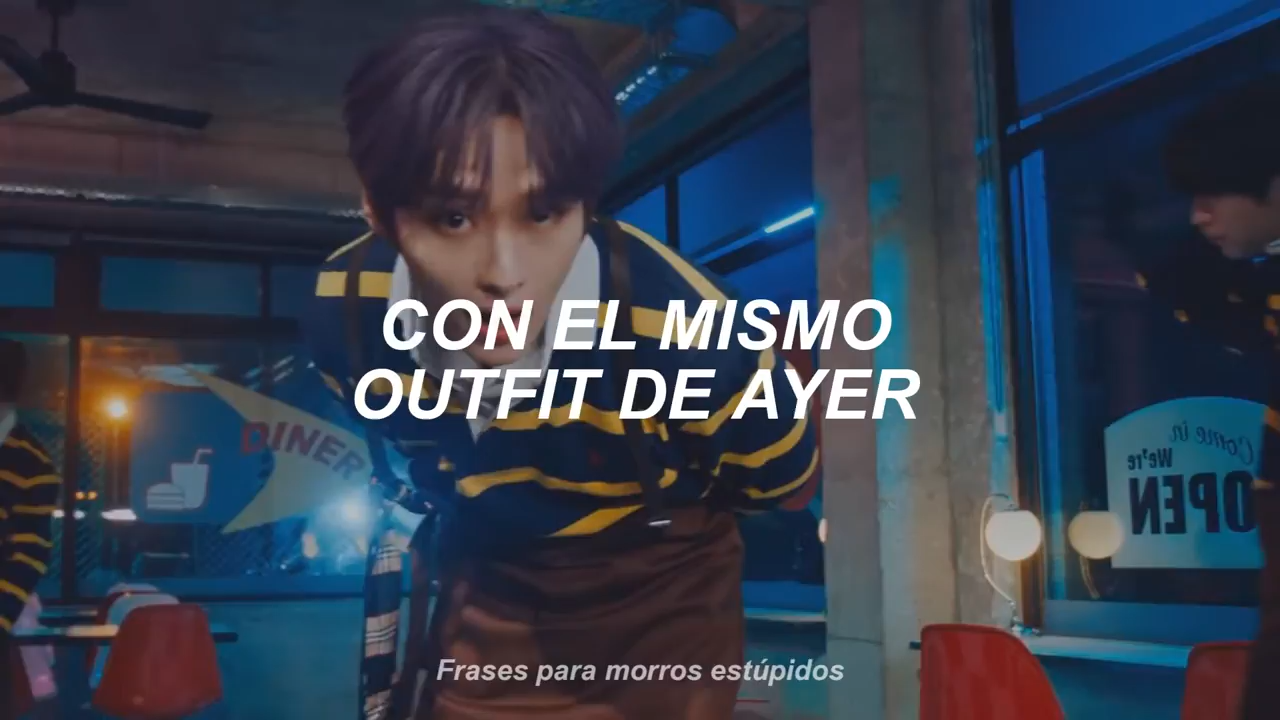 CON EL MISMO
OUTFIT DE AYER
DINER
Come in
We're
OPEN
Frases para morros estúpidos